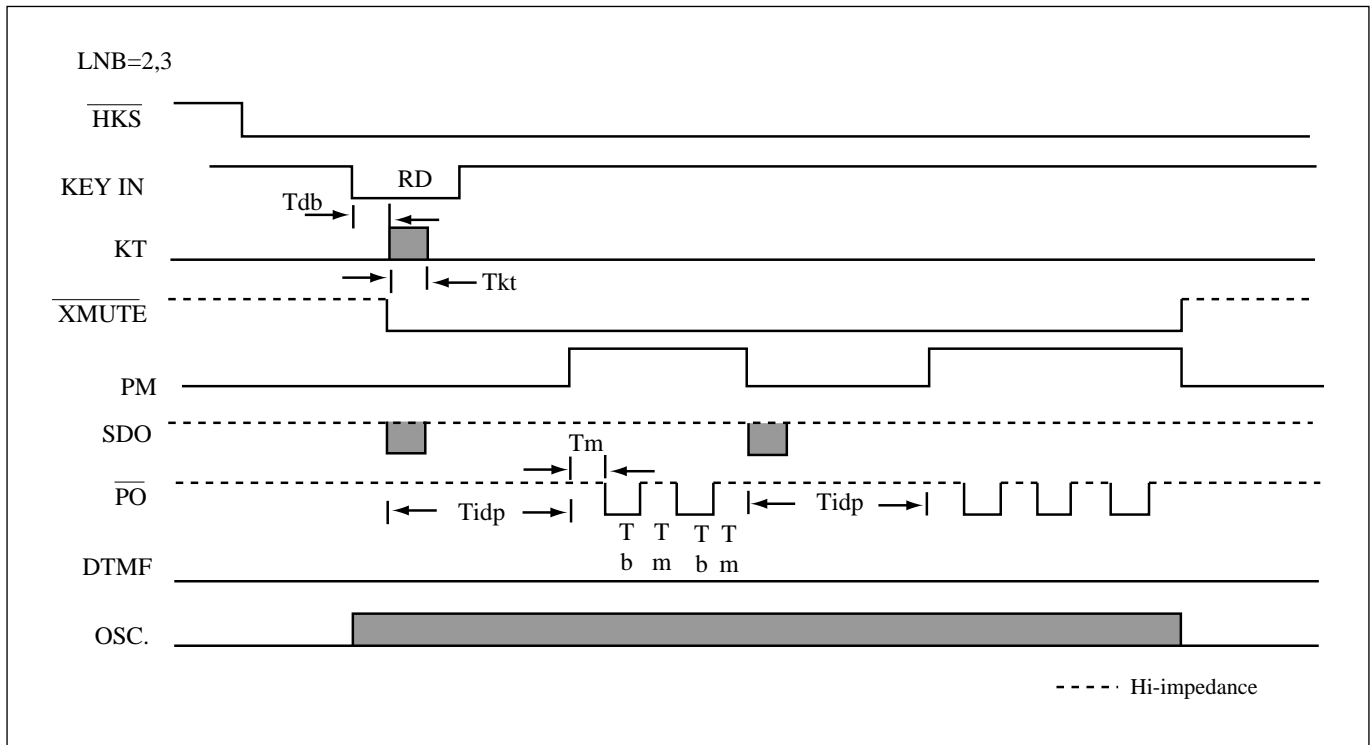 LNB=2,3
HKS
KEY IN
RD
Tdb
KT
Tkt
XMUTE
PM
SDO
Tm
PO
Tidp
Tidp
T T T T
b m b m
DTMF
OSC.
Hi-impedance